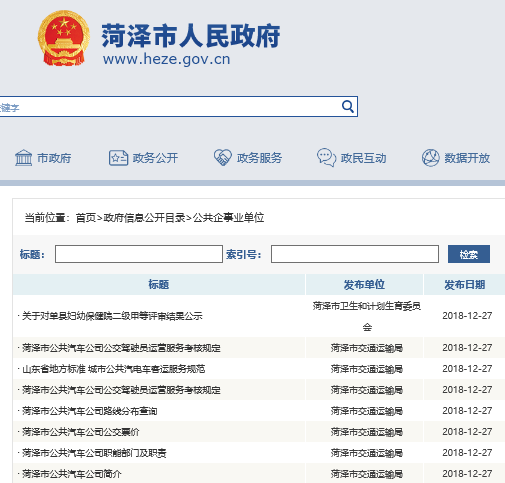 菏泽市人民政府
www.heze.gov.cn
键字
市政府 政务公开 政务服务 政民互动 数据开放
当前位置：首页>政府信息公开目录>公共企事业单位
标题： 索引号： 检索
标题 发布单位 发布日期
· 关于对单县妇幼保健院二级甲等评审结果公示 菏泽市卫生和计划生育委员会 2018-12-27
· 菏泽市公共汽车公司公交驾驶员运营服务考核规定 菏泽市交通运输局 2018-12-27
· 山东省地方标准 城市公共汽电车客运服务规范 菏泽市交通运输局 2018-12-27
· 菏泽市公共汽车公司公交驾驶员运营服务考核规定 菏泽市交通运输局 2018-12-27
· 菏泽市公共汽车公司路线分布查询 菏泽市交通运输局 2018-12-27
· 菏泽市公共汽车公司公交票价 菏泽市交通运输局 2018-12-27
· 菏泽市公共汽车公司职能部门及职责 菏泽市交通运输局 2018-12-27
· 菏泽市公共汽车公司简介 菏泽市交通运输局 2018-12-27